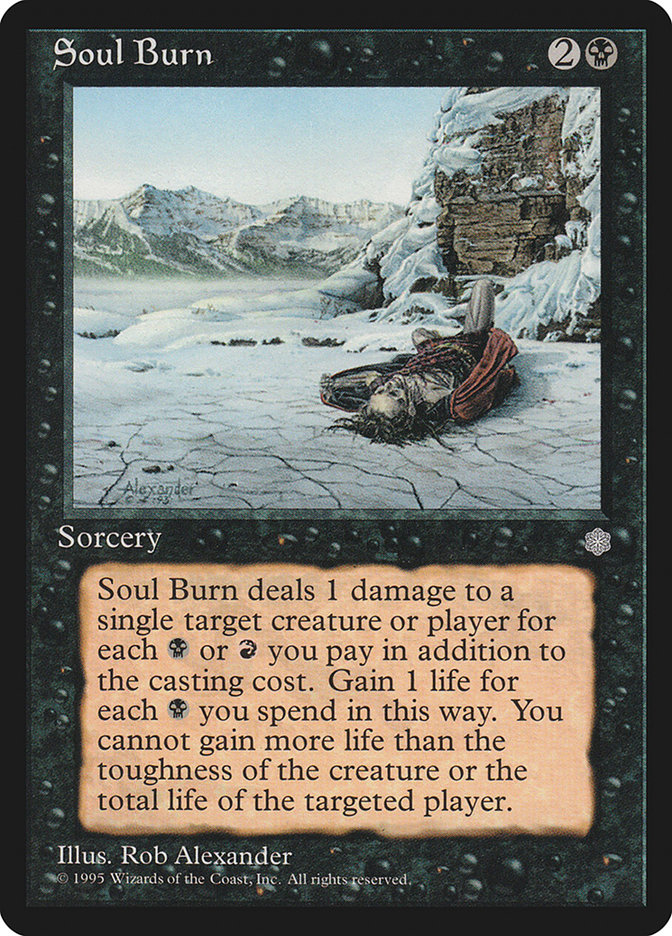 Soul Burn 2
Alexander
Sorcery
Soul Burn deals 1 damage to a
single target creature or player for
each or you pay in addition to
the casting cost. Gain 1 life for
each you spend in this way. You
cannot gain more life than the
toughness of the creature or the
total life of the targeted player.
Illus. Rob Alexander
© 1995 Wizards of the Coast, Inc. All rights reserved.